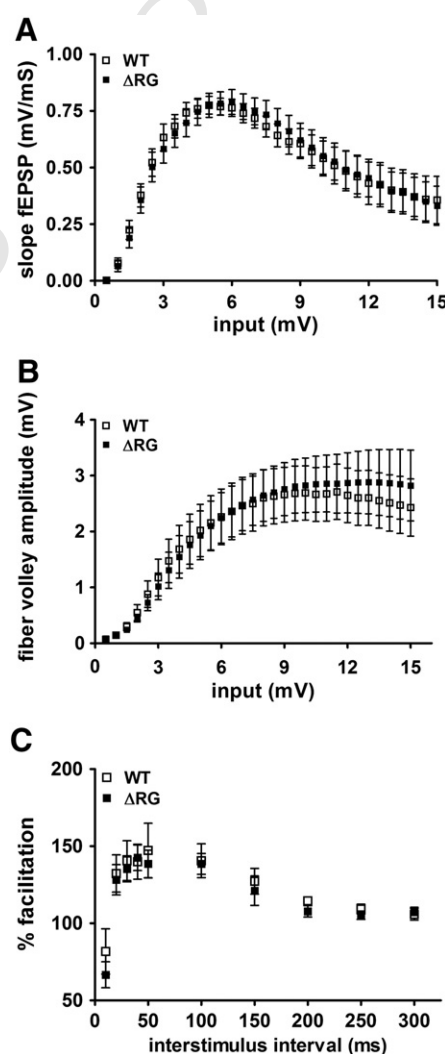 A
WT
ΔRG
slope fEPSP (mV/mS)
1.00
0.75
0.50
0.25
0.00
3
6
9
12
15
input (mV)
B
WT
ΔRG
fiber volley amplitude (mV)
4
3
2
1
0
0
3
6
9
12
15
input (mV)
C
WT
ΔRG
% facilitation
200
150
100
50
0
50
100
150
200
250
300
interstimulus interval (ms)